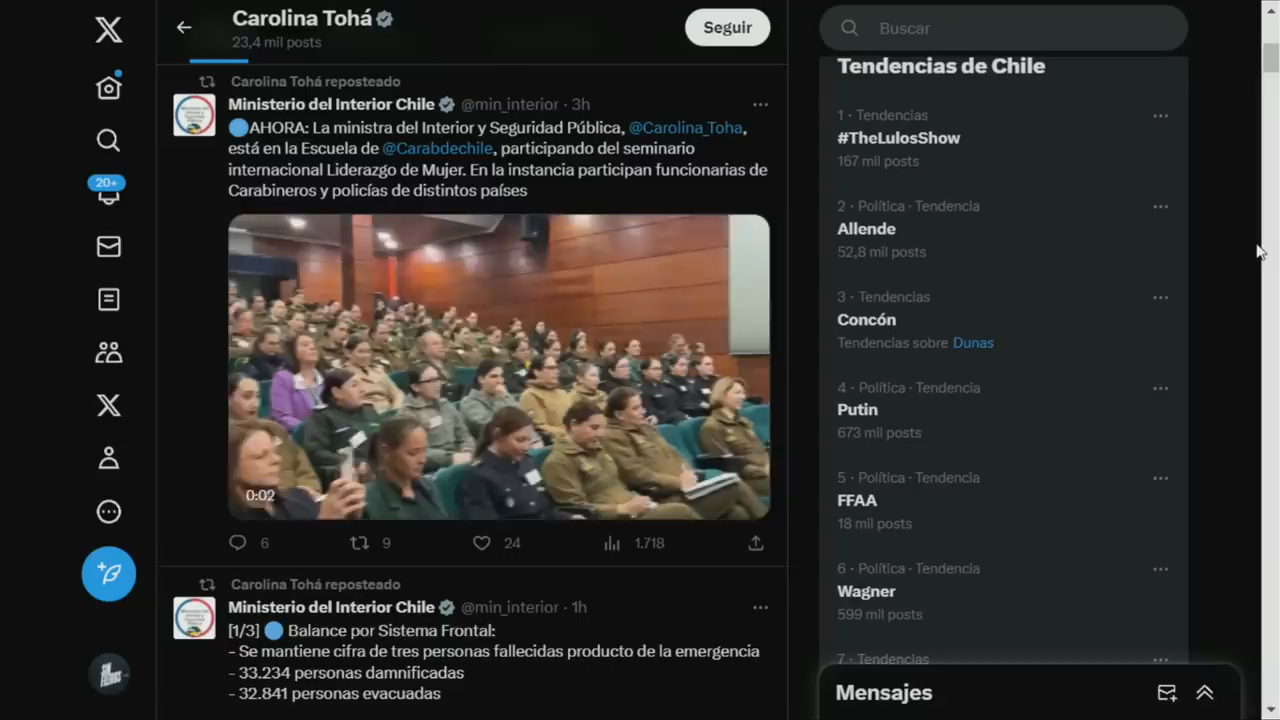 Carolina Tohá
23,4 mil posts
Seguir
Carolina Tohá reposteado
Ministerio del Interior Chile @min_interior · 3h
AHORA: La ministra del Interior y Seguridad Pública, @Carolina_Toha,
está en la Escuela de @Carabdechile, participando del seminario
internacional Liderazgo de Mujer. En la instancia participan funcionarias de
Carabineros y policías de distintos países
0:02
6 9 24 1.718
Carolina Tohá reposteado
Ministerio del Interior Chile @min_interior · 1h
[1/3] Balance por Sistema Frontal:
- Se mantiene cifra de tres personas fallecidas producto de la emergencia
- 33.234 personas damnificadas
- 32.841 personas evacuadas
20+
SIN FILTROS
Buscar
Tendencias de Chile
1 · Tendencias
#TheLulosShow
167 mil posts
2 · Política · Tendencia
Allende
52,8 mil posts
3 · Tendencias
Concón
Tendencias sobre Dunas
4 · Política · Tendencia
Putin
673 mil posts
5 · Política · Tendencia
FFAA
18 mil posts
6 · Política · Tendencia
Wagner
599 mil posts
7 · Tendencias
Mensajes